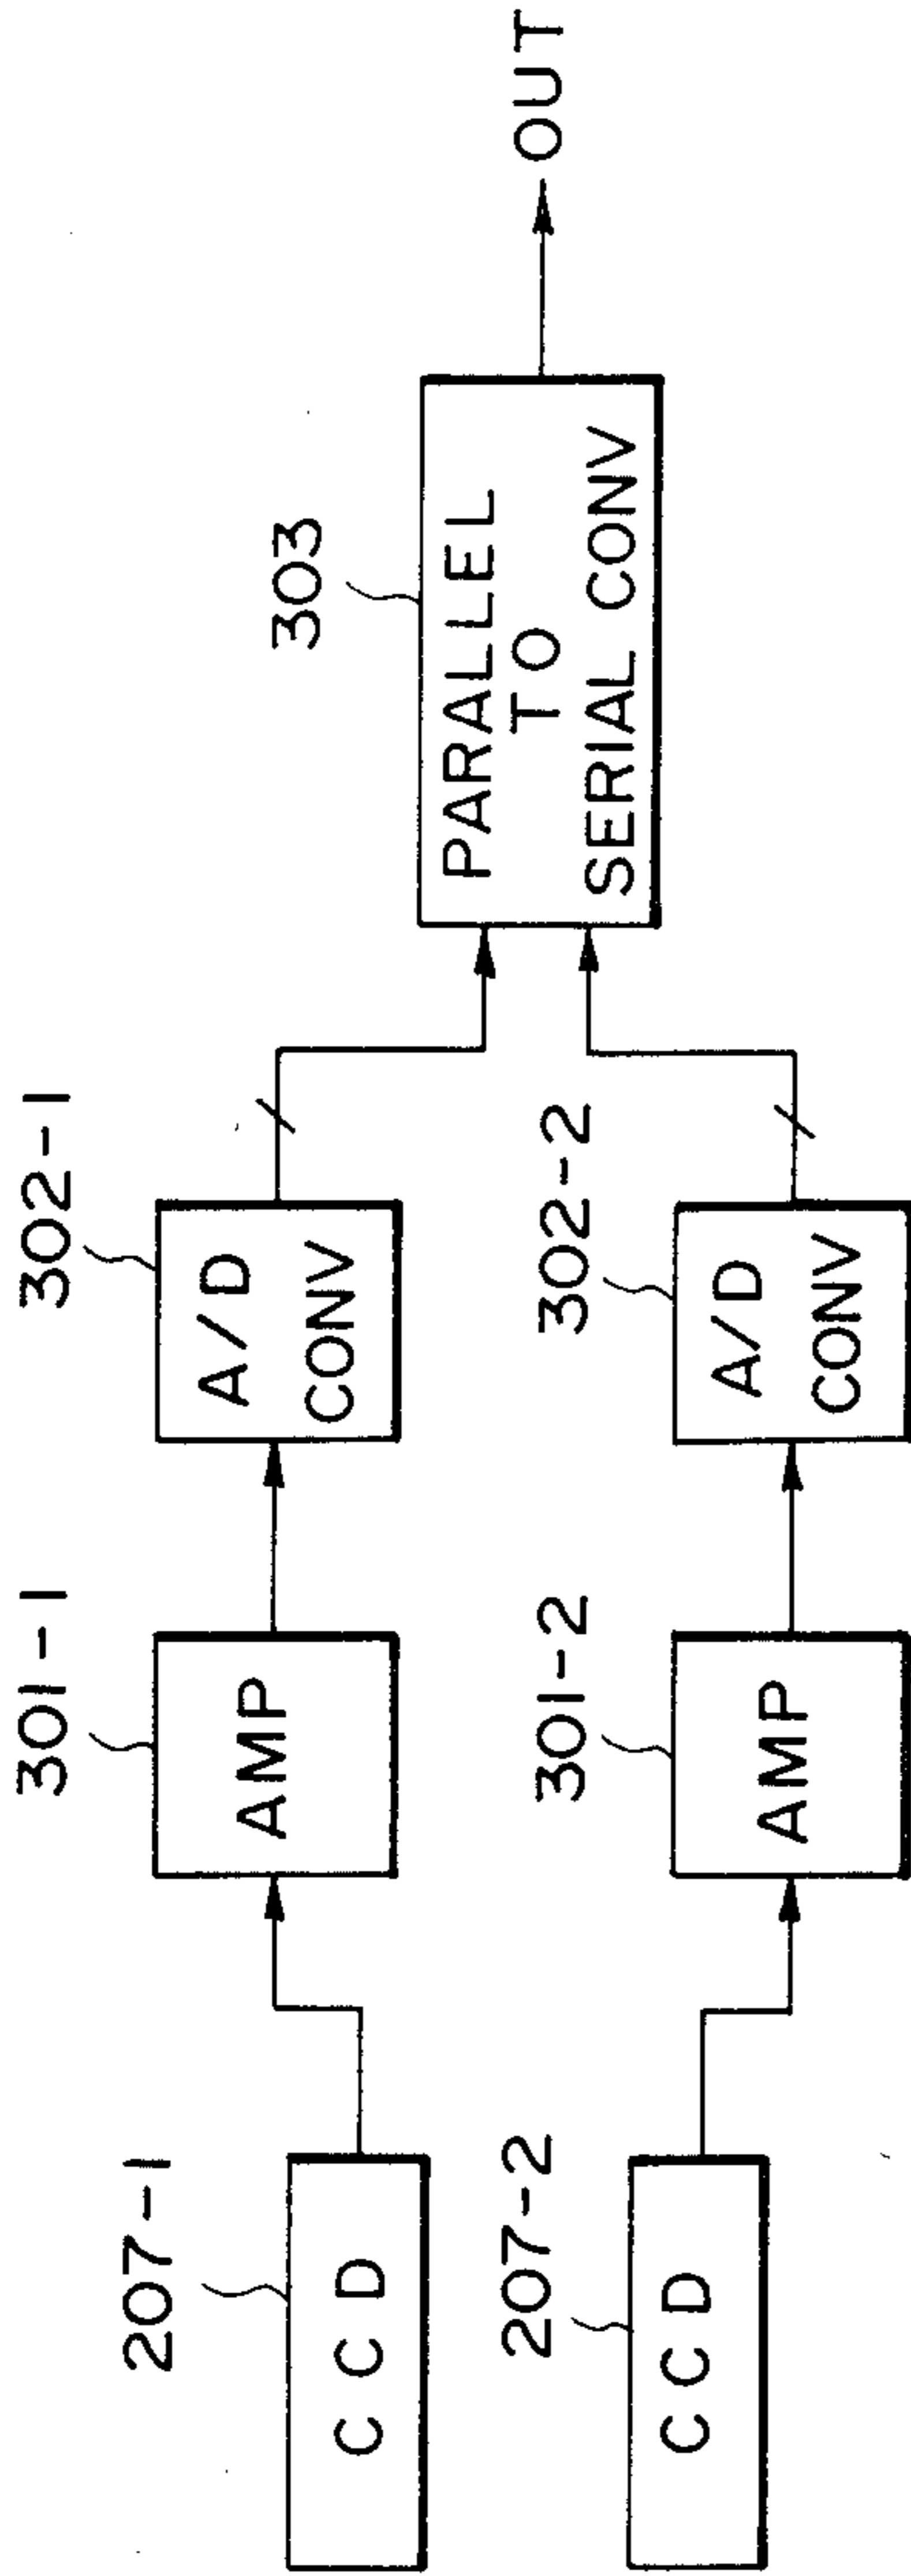 207-1
CCD
301-1
AMP
302-1
A/D
CONV
303
PARALLEL
TO
SERIAL CONV
OUT
207-2
CCD
301-2
AMP
302-2
A/D
CONV